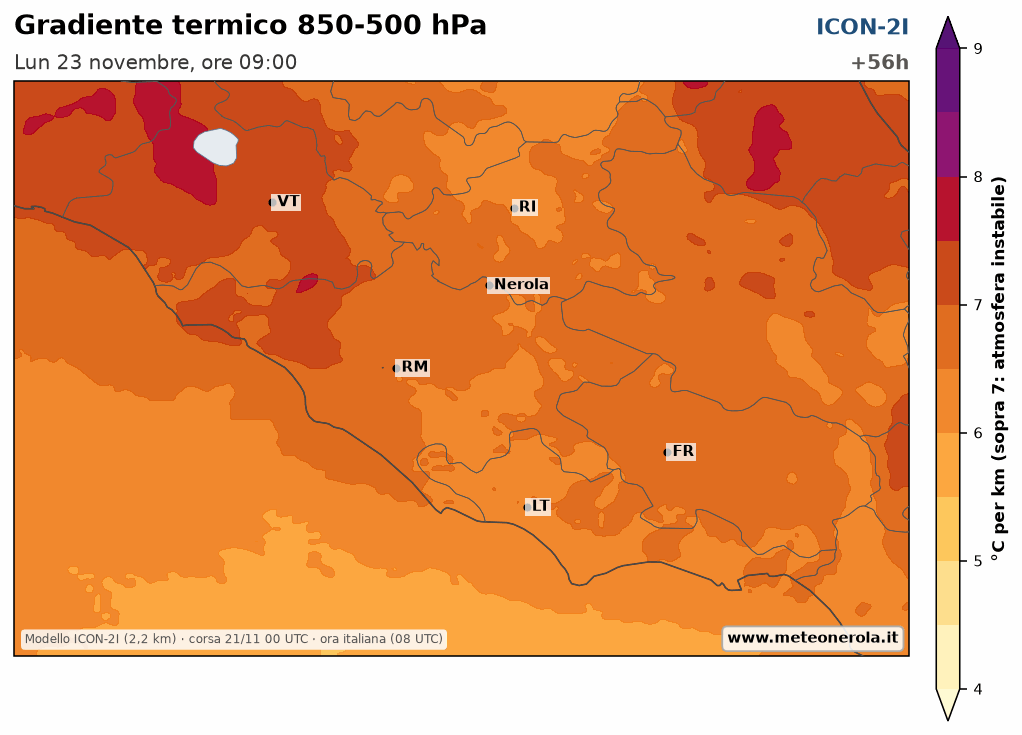 Gradiente termico 850-500 hPa
ICON-2I
Lun 23 novembre, ore 09:00
+56h
VT
RI
Nerola
RM
FR
LT
Modello ICON-2I (2,2 km) · corsa 21/11 00 UTC · ora italiana (08 UTC)
www.meteonerola.it
9
8
7
6
5
4
°C per km (sopra 7: atmosfera instabile)